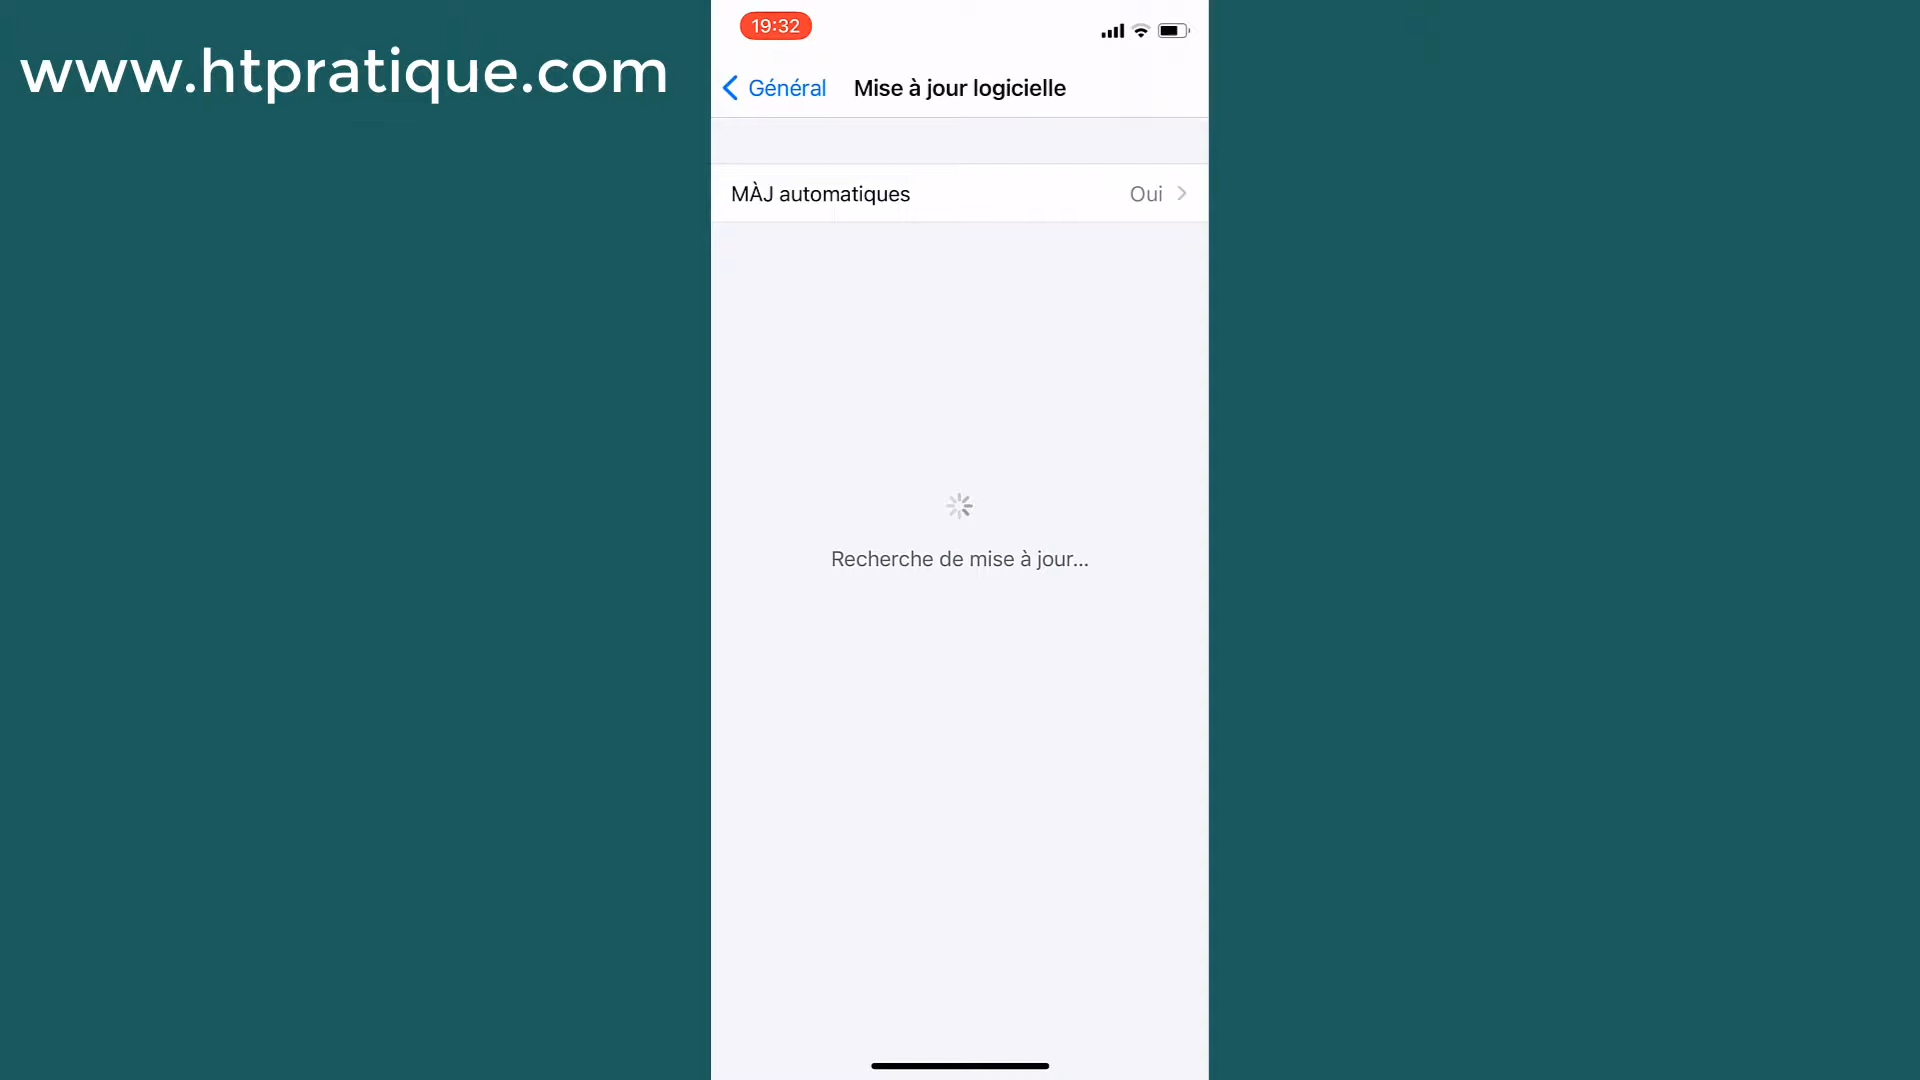 www.htpratique.com
19:32
Général Mise à jour logicielle
MÀJ automatiques Oui
Recherche de mise à jour...